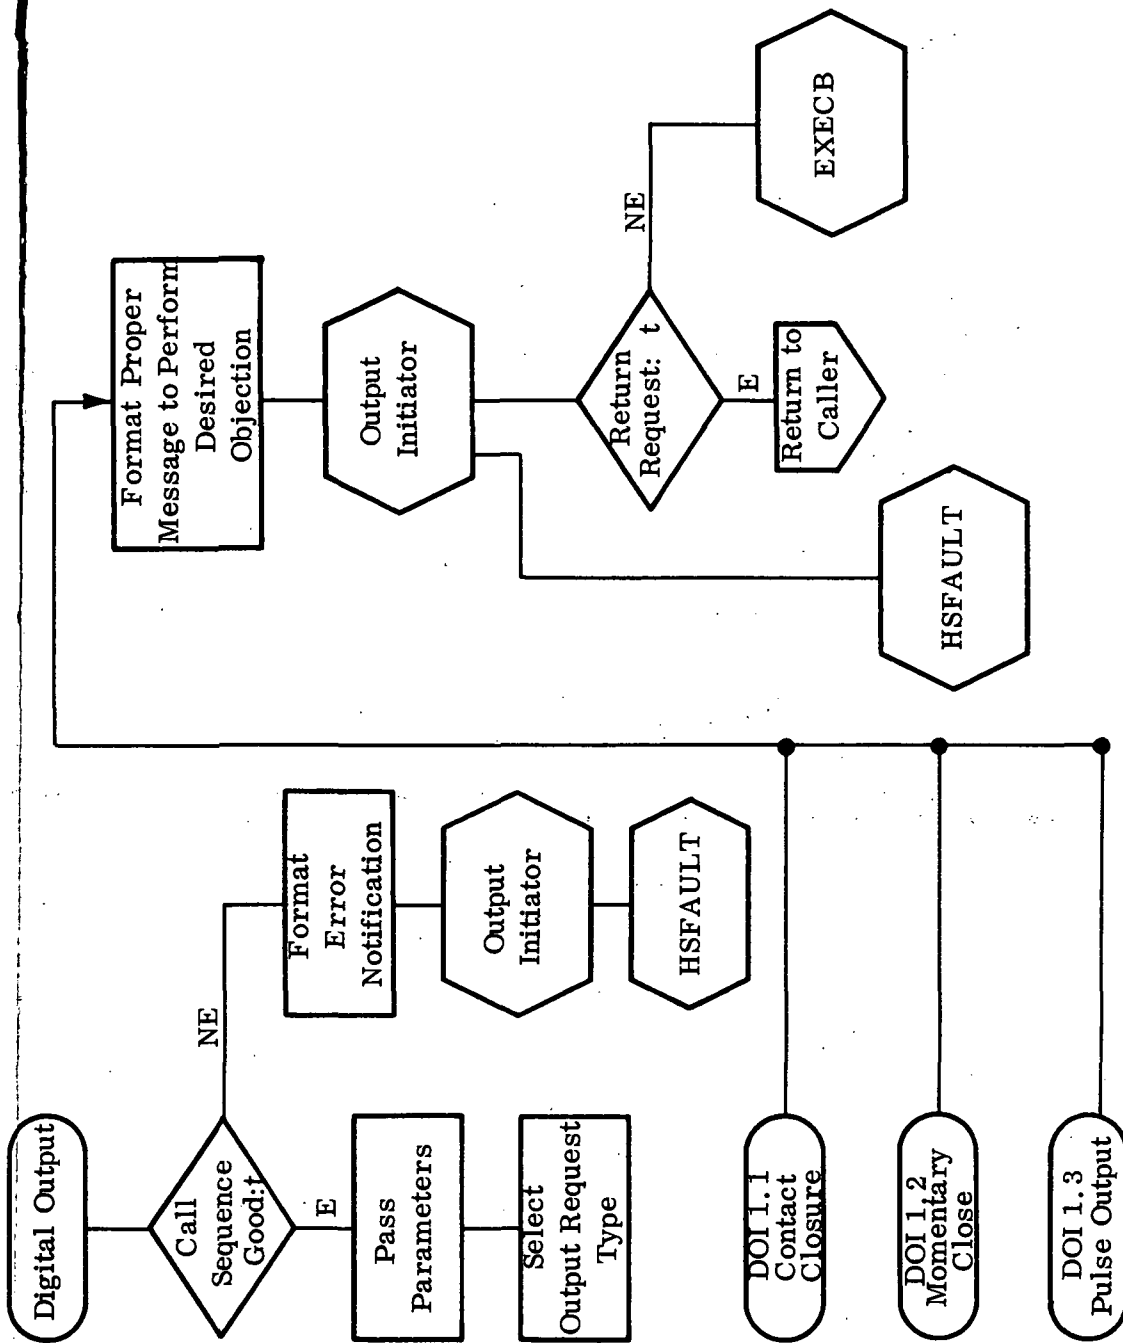 Digital Output
Call
Sequence
Good:t
NE
E
Pass
Parameters
Select
Output Request
Type
Format
Error
Notification
Output
Initiator
HSFAULT
DOI 1.1
Contact
Closure
DOI 1,2
Momentary
Close
DOI 1.3
Pulse Output
Format Proper
Message to Perform
Desired
Objection
Output
Initiator
Return
Request: t
NE
E
Return to
Caller
EXECB
HSFAULT